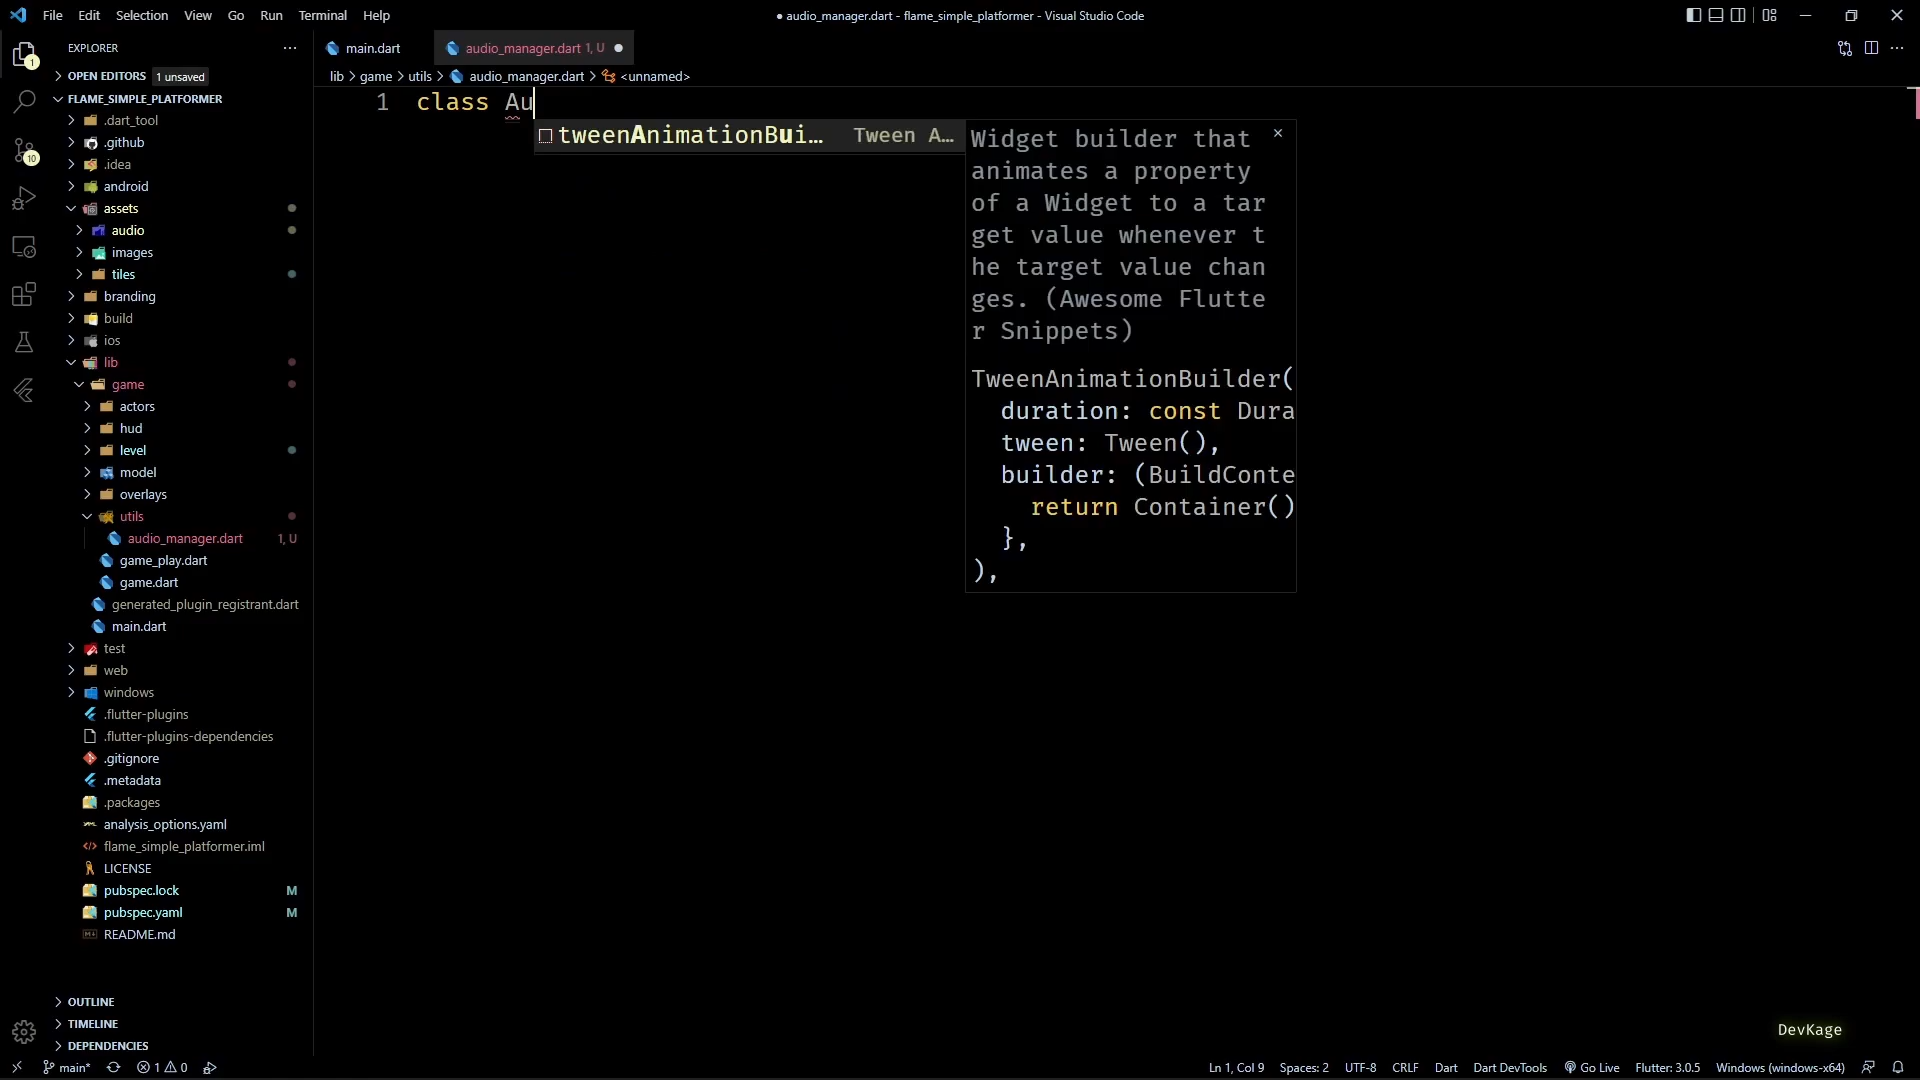 File Edit Selection View Go Run Terminal Help
● audio_manager.dart - flame_simple_platformer - Visual Studio Code
EXPLORER
OPEN EDITORS 1 unsaved
FLAME_SIMPLE_PLATFORMER
.dart_tool
.github
.idea
android
assets
audio
images
tiles
branding
build
ios
lib
game
actors
hud
level
model
overlays
utils
audio_manager.dart 1, U
game_play.dart
game.dart
generated_plugin_registrant.dart
main.dart
test
web
windows
.flutter-plugins
.flutter-plugins-dependencies
.gitignore
.metadata
.packages
analysis_options.yaml
flame_simple_platformer.iml
LICENSE
pubspec.lock M
pubspec.yaml M
README.md
OUTLINE
TIMELINE
DEPENDENCIES
1
10
main.dart
audio_manager.dart 1, U
lib > game > utils > audio_manager.dart > <unnamed>
1 class Au
tweenAnimationBui… Tween A…
Widget builder that
animates a property
of a Widget to a tar
get value whenever t
he target value chan
ges. (Awesome Flutte
r Snippets)
TweenAnimationBuilder(
duration: const Dura
tween: Tween(),
builder: (BuildConte
return Container()
},
),
DevKage
main* 1 0
Ln 1, Col 9 Spaces: 2 UTF-8 CRLF Dart Dart DevTools Go Live Flutter: 3.0.5 Windows (windows-x64)